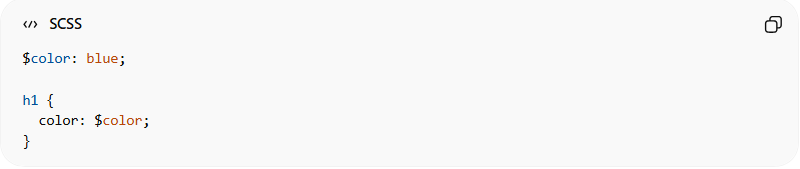 </> SCSS
$color: blue;
h1 {
  color: $color;
}